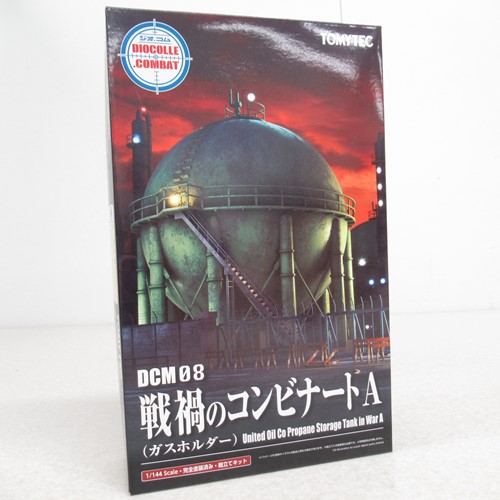 ジオコム
DIOCOLLE
.COMBAT
TOMYTEC
DCM08
戦禍のコンビナートA
(ガスホルダー) United Oil Co Propane Storage Tank in War A
1/144 Scale・完全塗装済み・組立てキット